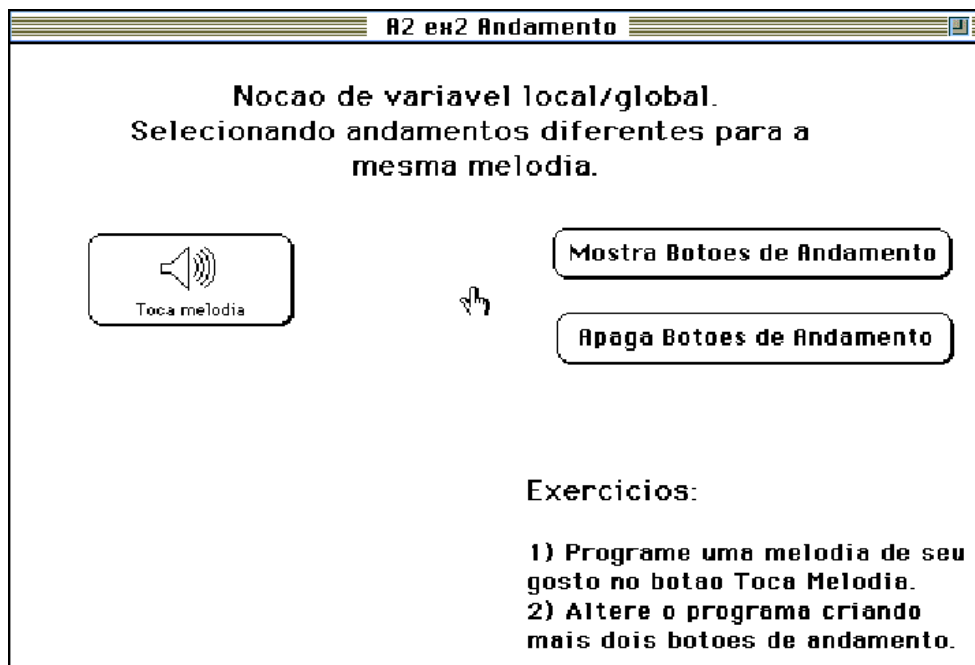 A2 ex2 Andamento
Nocao de variavel local/global.
Selecionando andamentos diferentes para a
mesma melodia.
Toca melodia
Mostra Botoes de Andamento
Apaga Botoes de Andamento
Exercicios:
1) Programe uma melodia de seu
gosto no botao Toca Melodia.
2) Altere o programa criando
mais dois botoes de andamento.